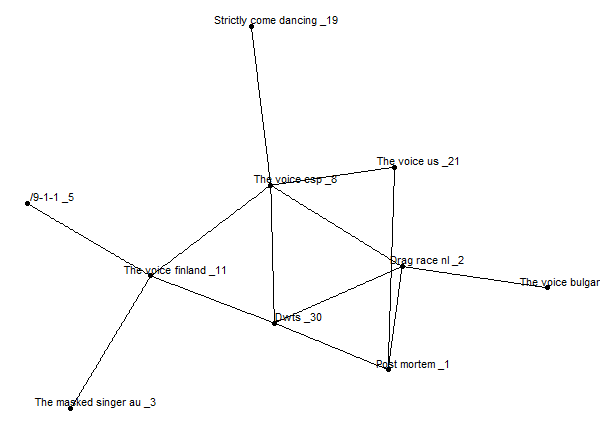 Strictly come dancing _19
The voice us _21
The voice esp _8
/9-1-1 _5
Drag race nl _2
The voice finland _11
The voice bulgar
Dwts _30
Post mortem _1
The masked singer au _3